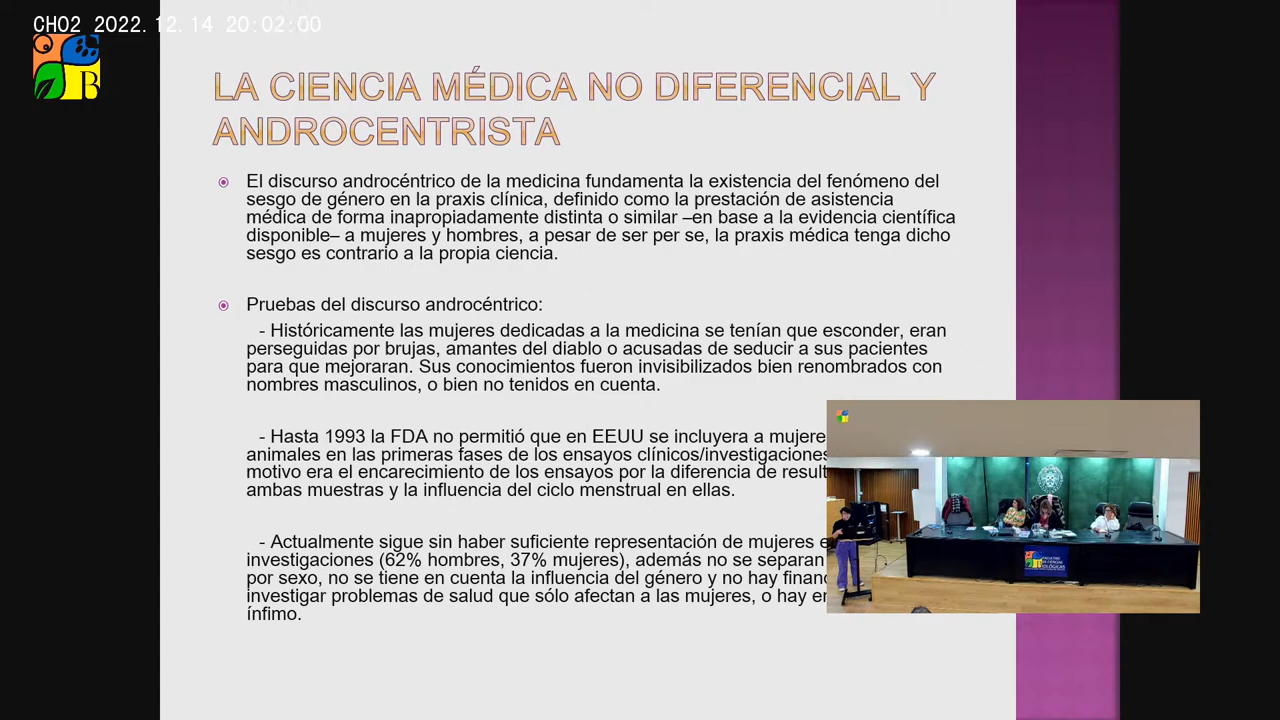 CH02 2022.12.14 20:02:00
B
LA CIENCIA MÉDICA NO DIFERENCIAL Y
ANDROCENTRISTA
El discurso androcéntrico de la medicina fundamenta la existencia del fenómeno del
sesgo de género en la praxis clínica, definido como la prestación de asistencia
médica de forma inapropiadamente distinta o similar –en base a la evidencia científica
disponible– a mujeres y hombres, a pesar de ser per se, la praxis médica tenga dicho
sesgo es contrario a la propia ciencia.
Pruebas del discurso androcéntrico:
- Históricamente las mujeres dedicadas a la medicina se tenían que esconder, eran
perseguidas por brujas, amantes del diablo o acusadas de seducir a sus pacientes
para que mejoraran. Sus conocimientos fueron invisibilizados bien renombrados con
nombres masculinos, o bien no tenidos en cuenta.
- Hasta 1993 la FDA no permitió que en EEUU se incluyera a mujere
animales en las primeras fases de los ensayos clínicos/investigaciones
motivo era el encarecimiento de los ensayos por la diferencia de result
ambas muestras y la influencia del ciclo menstrual en ellas.
- Actualmente sigue sin haber suficiente representación de mujeres e
investigaciones (62% hombres, 37% mujeres), además no se separan
por sexo, no se tiene en cuenta la influencia del género y no hay financ
investigar problemas de salud que sólo afectan a las mujeres, o hay en
ínfimo.
FACULTAD
DE CIENCIAS
BIOLÓGICAS